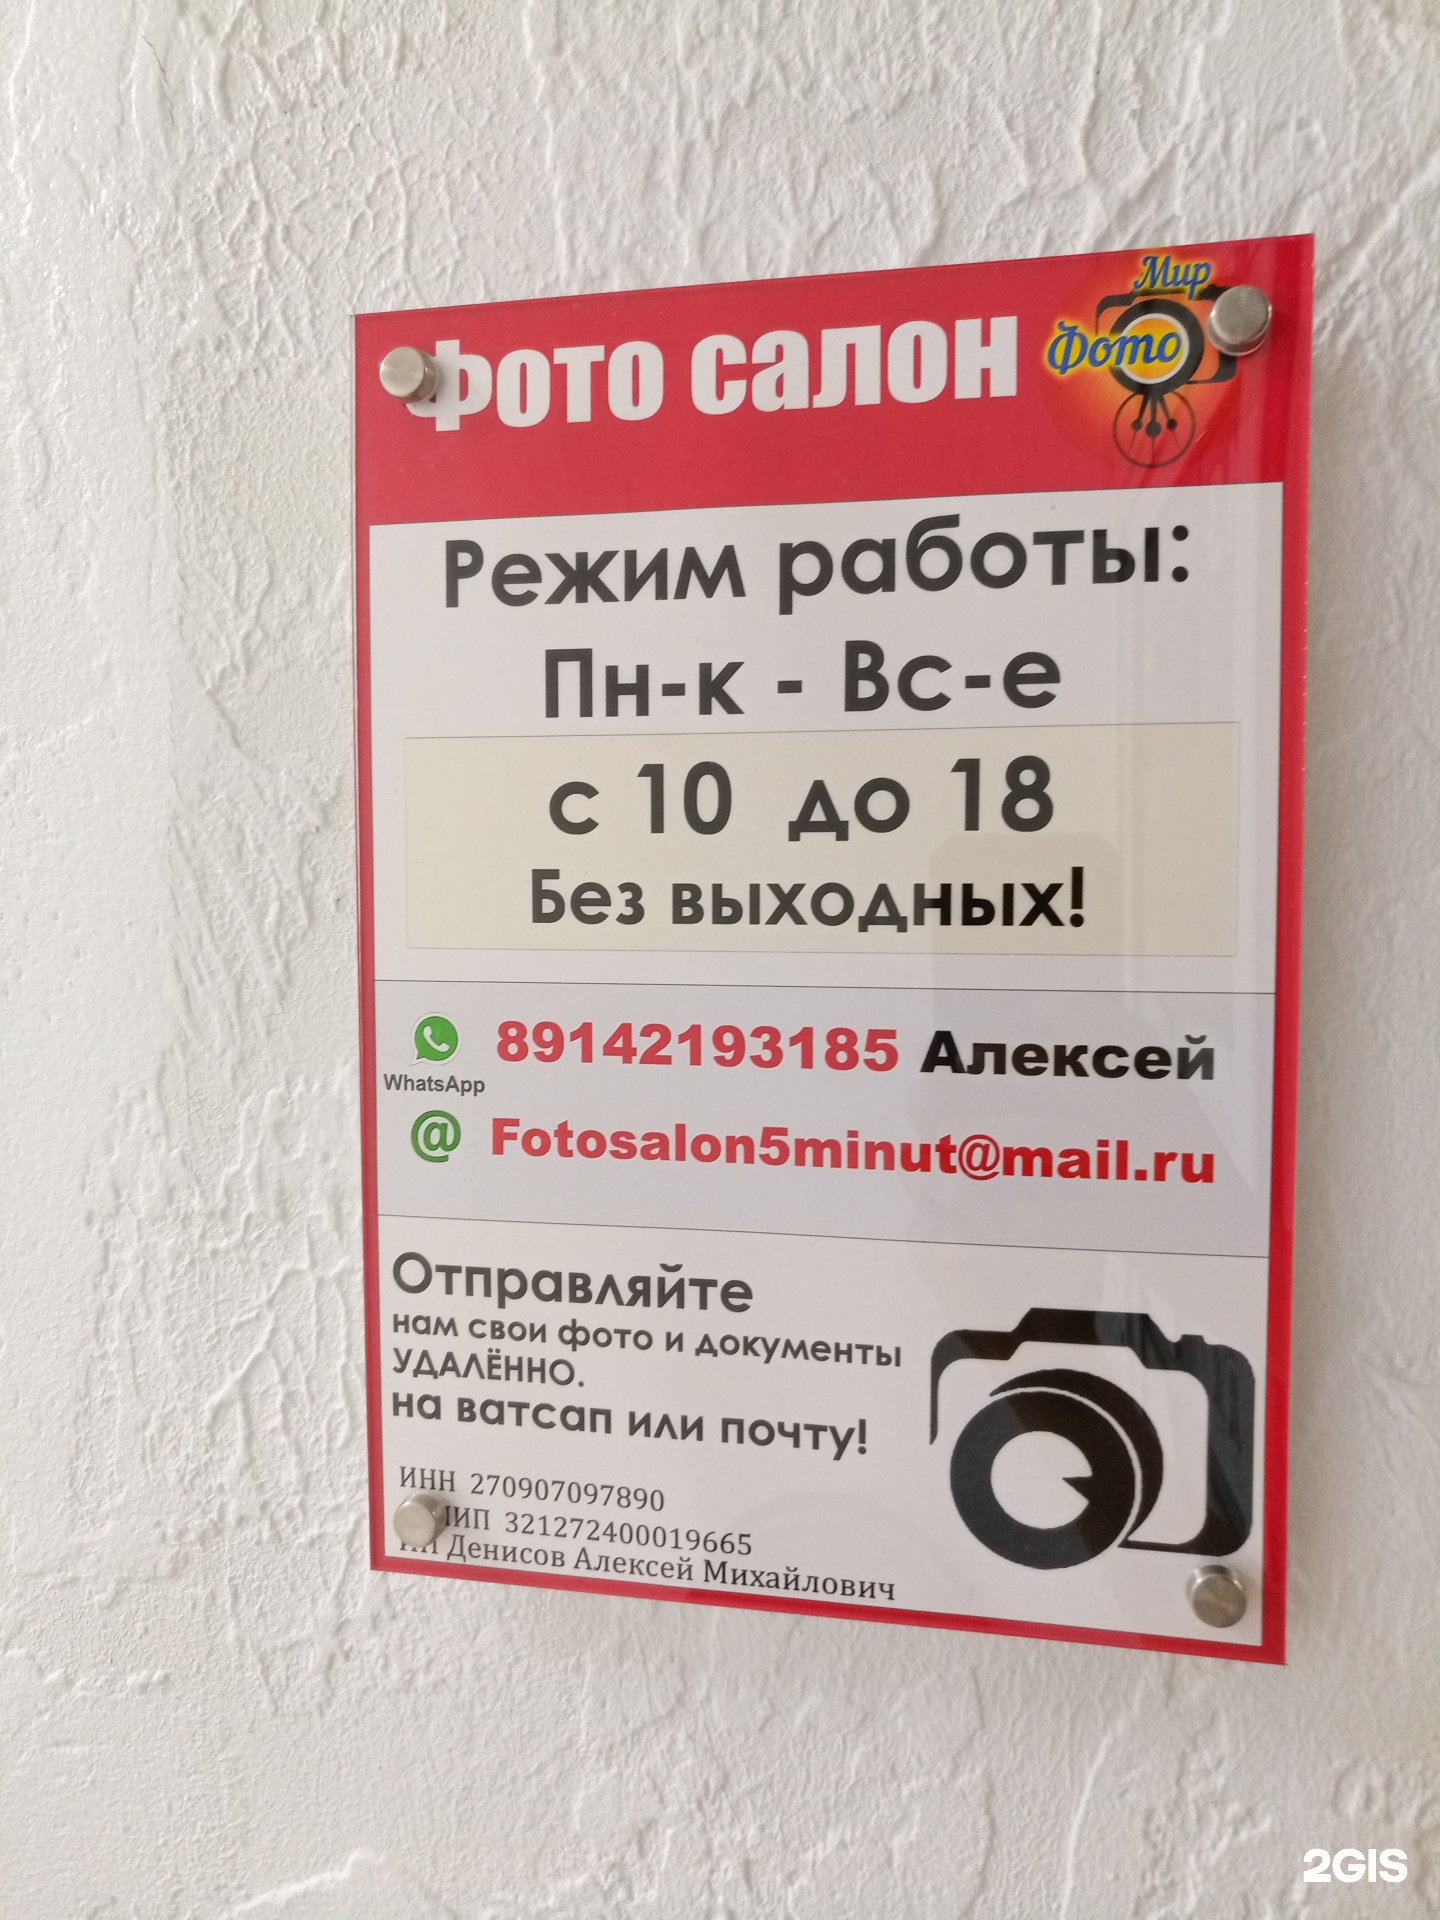 Фото салон
Мир
Фото
Режим работы:
Пн-к - Вс-е
с 10 до 18
Без выходных!
89142193185 Алексей
WhatsApp
@ Fotosalon5minut@mail.ru
Отправляйте
нам свои фото и документы
УДАЛЁННО.
на ватсап или почту!
ИНН 270907097890
321272400019665
Денисов Алексей Михайлович
2GIS